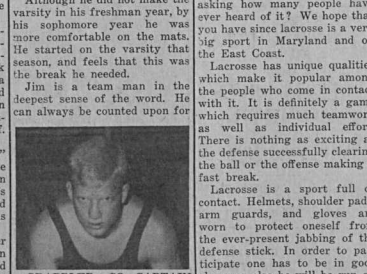 Although he did not make the
varsity in his freshman year, by
his sophomore year he was
more comfortable on the mats.
He started on the varsity that
season, and feels that this was
the break he needed.
Jim is a team man in the
deepest sense of the word. He
can always be counted upon for
asking how many people have
ever heard of it? We hope that
you have since lacrosse is a very
big sport in Maryland and on
the East Coast.
Lacrosse has unique qualities
which make it popular among
the people who come in contact
with it. It is definitely a game
which requires much teamwork
as well as individual effort.
There is nothing as exciting as
the defense successfully clearing
the ball or the offense making a
fast break.
Lacrosse is a sport full of
contact. Helmets, shoulder pads,
arm guards, and gloves are
worn to protect oneself from
the ever-present jabbing of the
defense stick. In order to par-
ticipate one has to be in good